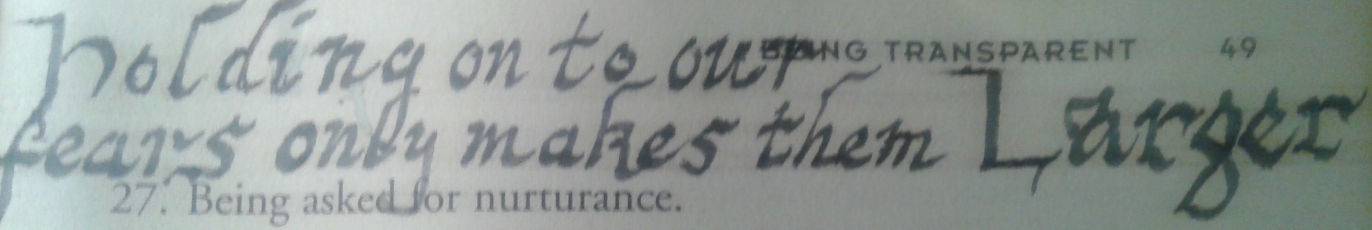 holding on to our
BEING TRANSPARENT 49
fears only makes them Larger
27. Being asked for nurturance.